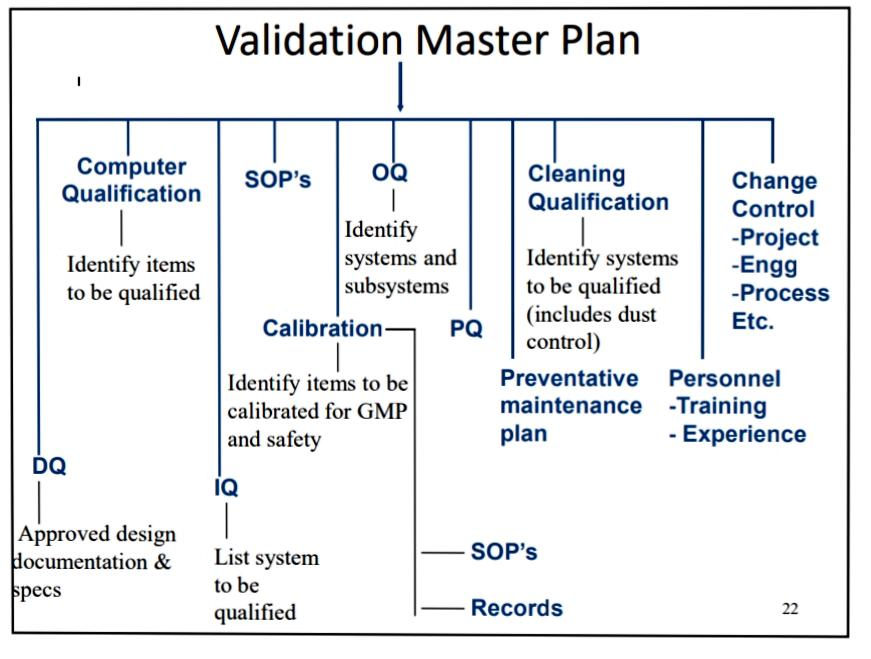 Validation Master Plan
Computer
Qualification
Identify items
to be qualified
SOP's
OQ
Identify
systems and
subsystems
Cleaning
Qualification
Identify systems
to be qualified
(includes dust
control)
Change
Control
-Project
-Engg
-Process
Etc.
Calibration
Identify items to be
calibrated for GMP
and safety
PQ
Preventative
maintenance
plan
Personnel
-Training
- Experience
DQ
Approved design
documentation &
specs
IQ
List system
to be
qualified
SOP's
Records
22